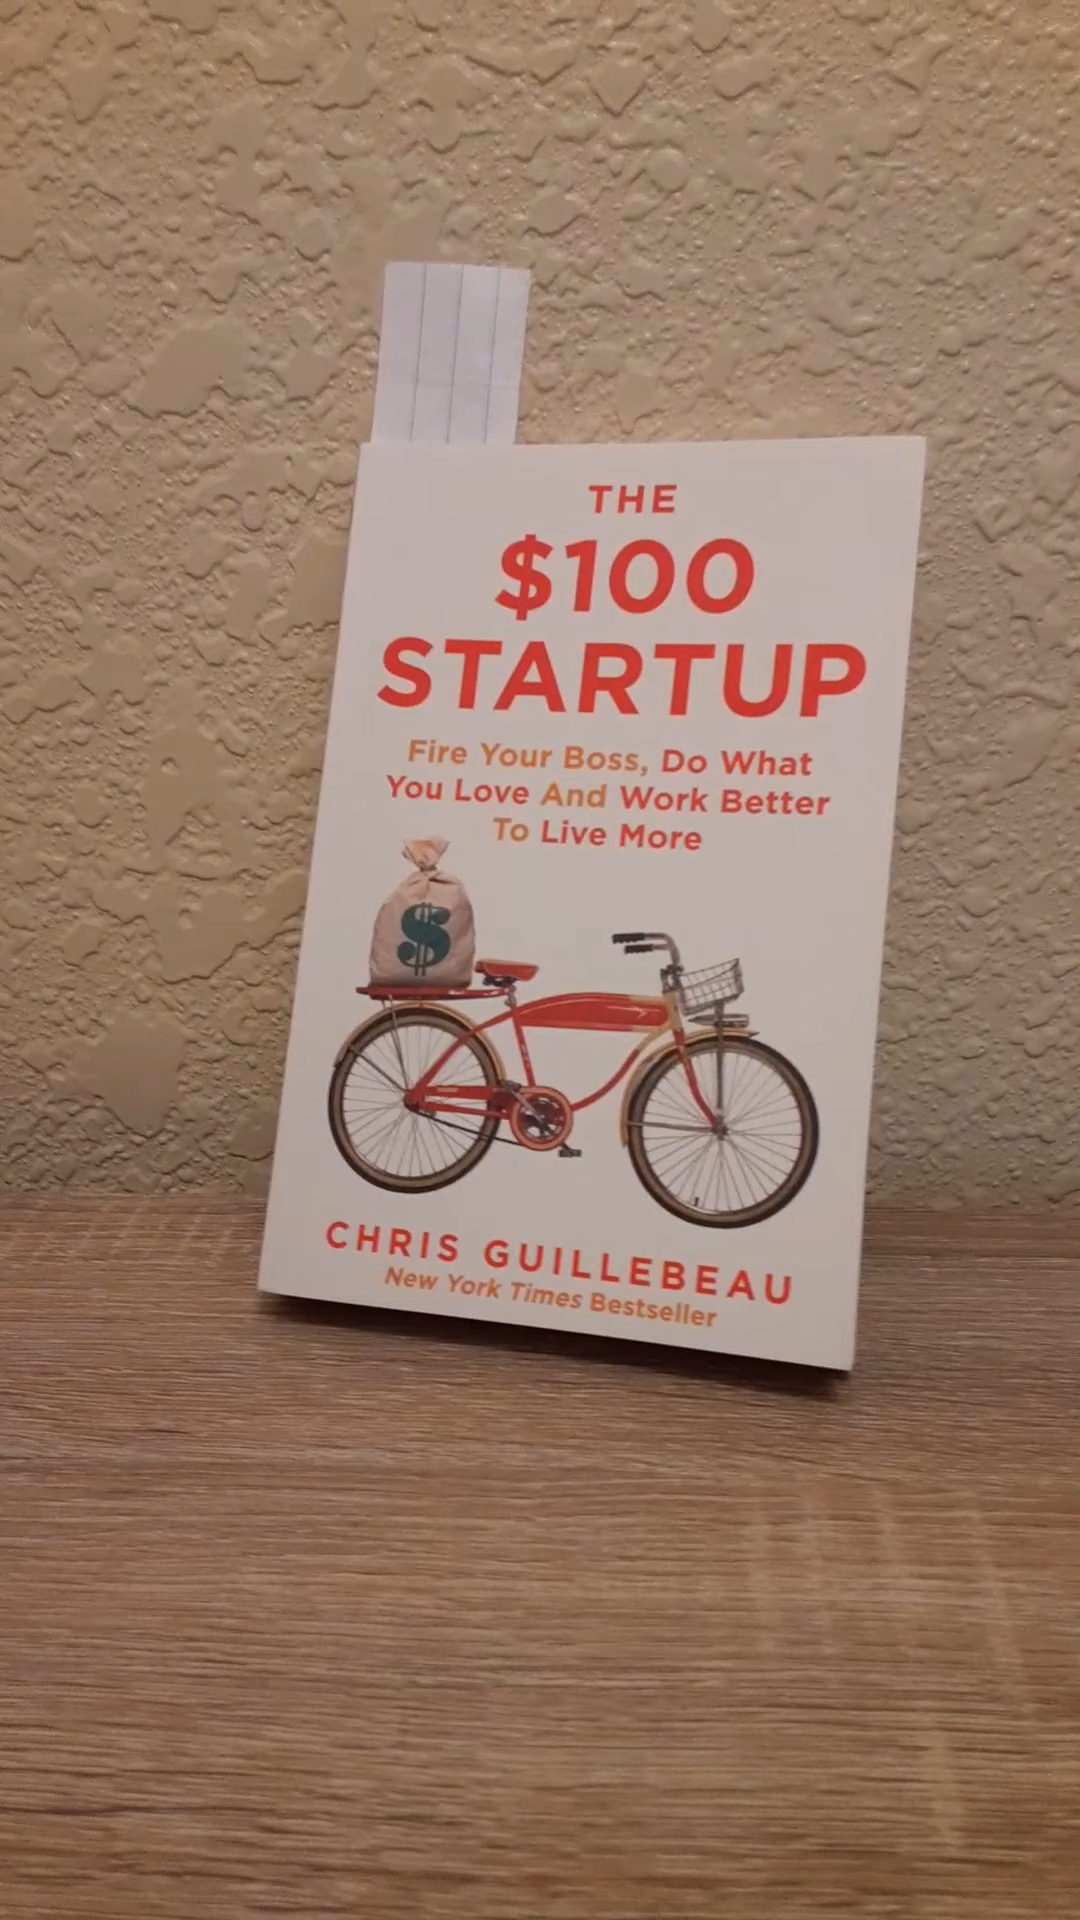 THE
$100
STARTUP
Fire Your Boss, Do What
You Love And Work Better
To Live More
$
CHRIS GUILLEBEAU
New York Times Bestseller